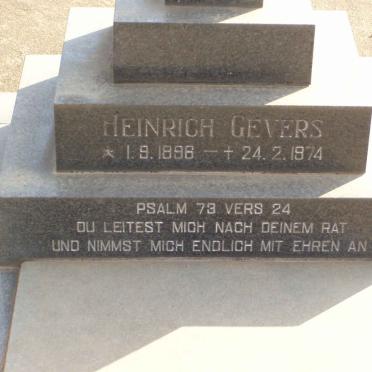 HEINRICH GEVERS
* 1.9.1898 — † 24.2.1974
PSALM 73 VERS 24
DU LEITEST MICH NACH DEINEM RAT
UND NIMMST MICH ENDLICH MIT EHREN AN